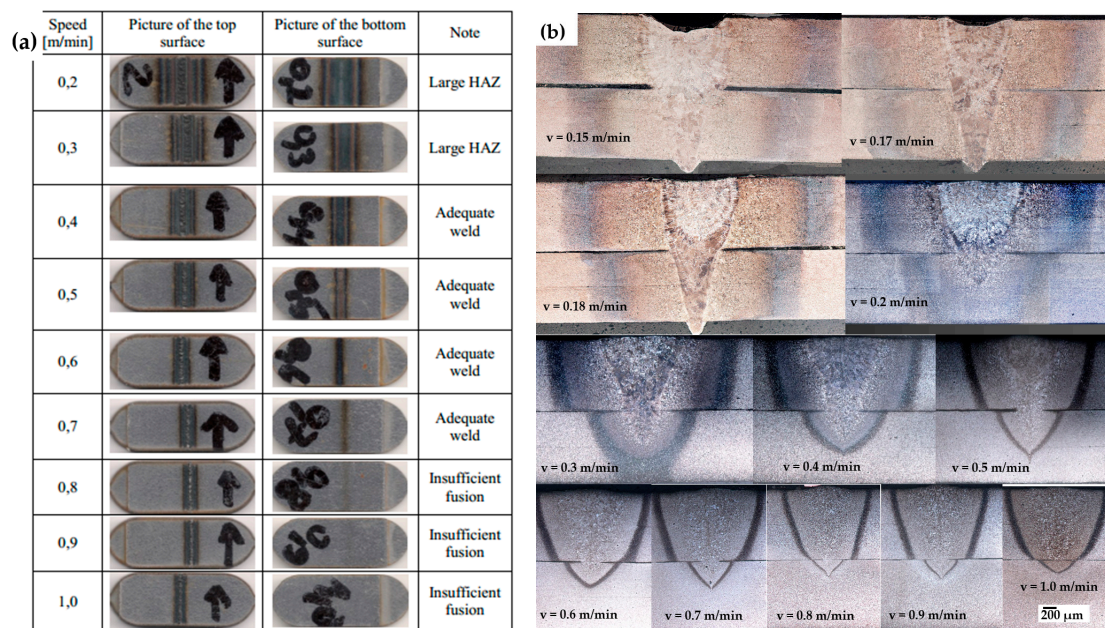 (a)
Speed
[m/min]
Picture of the top
surface
Picture of the bottom
surface
Note
0,2
Large HAZ
0,3
Large HAZ
0,4
Adequate
weld
0,5
Adequate
weld
0,6
Adequate
weld
0,7
Adequate
weld
0,8
Insufficient
fusion
0,9
Insufficient
fusion
1,0
Insufficient
fusion
(b)
v = 0.15 m/min
v = 0.17 m/min
v = 0.18 m/min
v = 0.2 m/min
v = 0.3 m/min
v = 0.4 m/min
v = 0.5 m/min
v = 0.6 m/min
v = 0.7 m/min
v = 0.8 m/min
v = 0.9 m/min
v = 1.0 m/min
200 μm